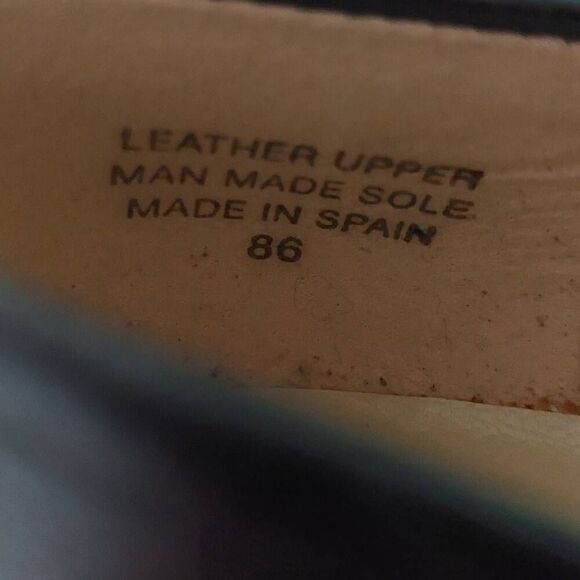 LEATHER UPPER
MAN MADE SOLE
MADE IN SPAIN
86